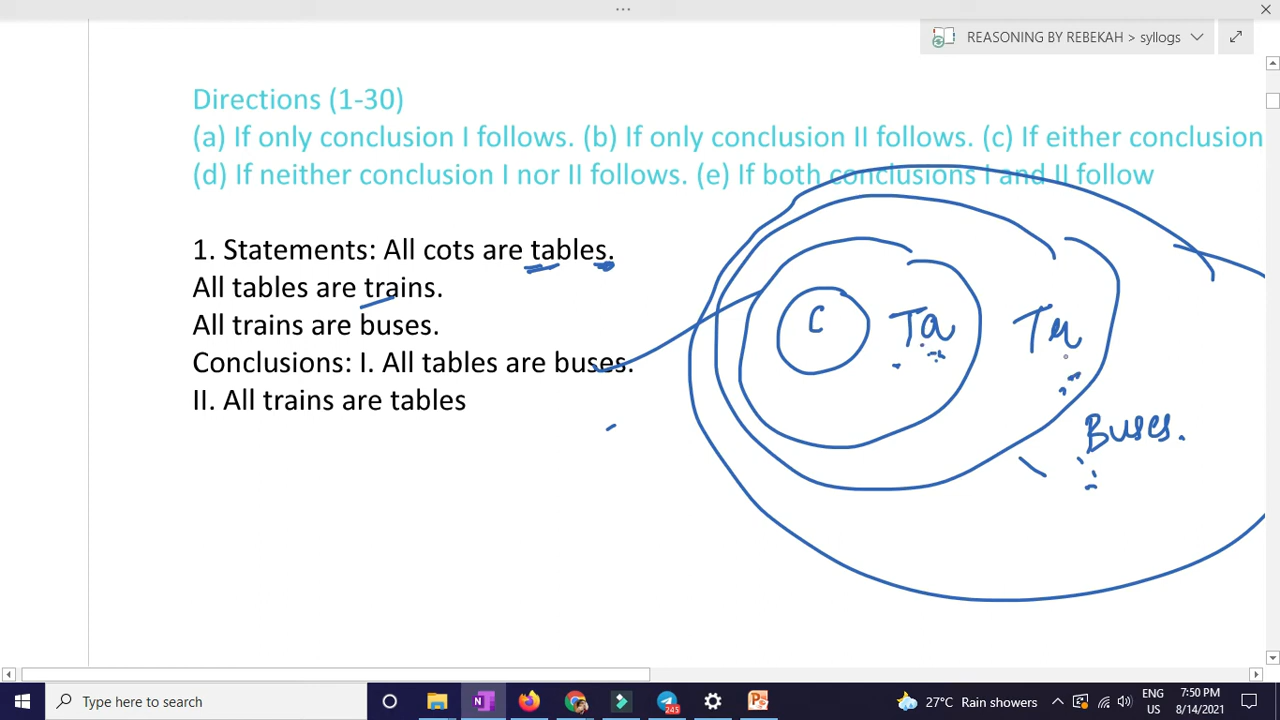 REASONING BY REBEKAH > syllogs
Directions (1-30)
(a) If only conclusion I follows. (b) If only conclusion II follows. (c) If either conclusion
(d) If neither conclusion I nor II follows. (e) If both conclusions I and II follow
1. Statements: All cots are tables.
All tables are trains.
All trains are buses.
Conclusions: I. All tables are buses.
II. All trains are tables
C Ta
Buses.
Type here to search
245
27°C Rain showers
ENG
US
7:50 PM
8/14/2021